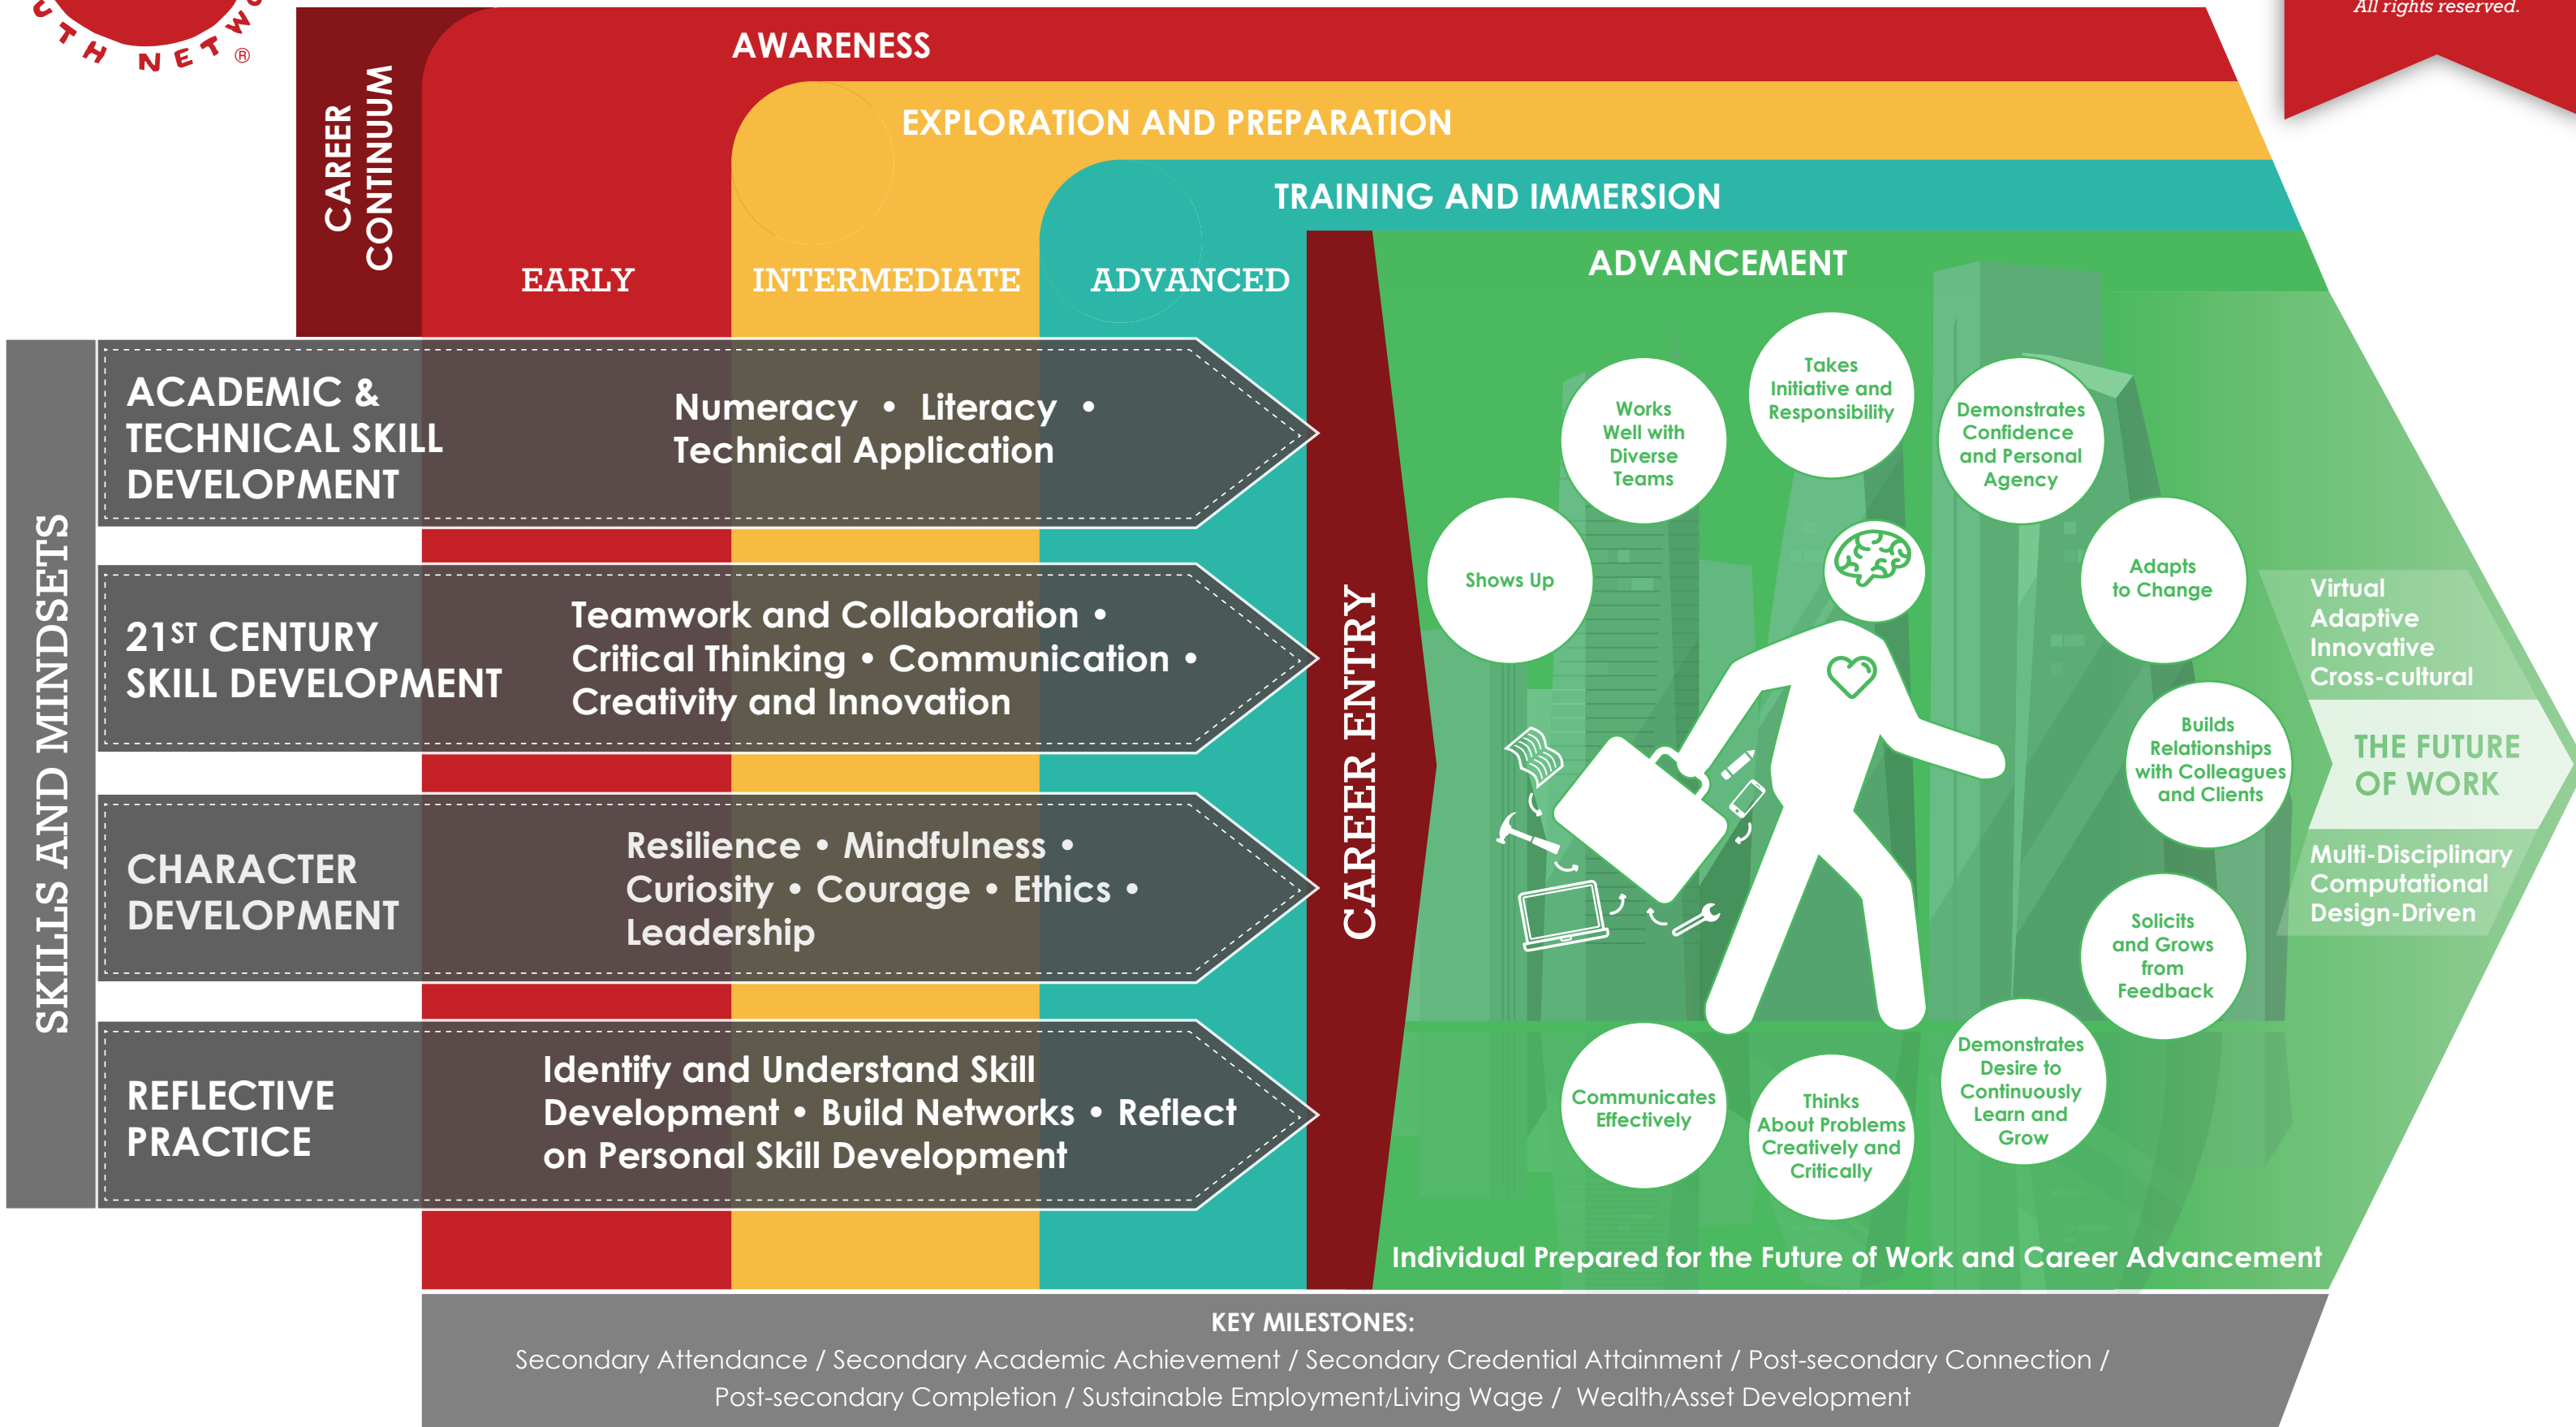 UTH NETWO
®
All rights reserved.
CAREER
CONTINUUM
AWARENESS
EXPLORATION AND PREPARATION
TRAINING AND IMMERSION
ADVANCEMENT
EARLY
INTERMEDIATE
ADVANCED
SKILLS AND MINDSETS
ACADEMIC &
TECHNICAL SKILL
DEVELOPMENT
Numeracy • Literacy •
Technical Application
21ST CENTURY
SKILL DEVELOPMENT
Teamwork and Collaboration •
Critical Thinking • Communication •
Creativity and Innovation
CHARACTER
DEVELOPMENT
Resilience • Mindfulness •
Curiosity • Courage • Ethics •
Leadership
REFLECTIVE
PRACTICE
Identify and Understand Skill
Development • Build Networks • Reflect
on Personal Skill Development
CAREER ENTRY
Shows Up
Works
Well with
Diverse
Teams
Takes
Initiative and
Responsibility
Demonstrates
Confidence
and Personal
Agency
Adapts
to Change
Builds
Relationships
with Colleagues
and Clients
Solicits
and Grows
from
Feedback
Demonstrates
Desire to
Continuously
Learn and
Grow
Thinks
About Problems
Creatively and
Critically
Communicates
Effectively
Virtual
Adaptive
Innovative
Cross-cultural
THE FUTURE
OF WORK
Multi-Disciplinary
Computational
Design-Driven
Individual Prepared for the Future of Work and Career Advancement
KEY MILESTONES:
Secondary Attendance / Secondary Academic Achievement / Secondary Credential Attainment / Post-secondary Connection /
Post-secondary Completion / Sustainable Employment/Living Wage / Wealth/Asset Development